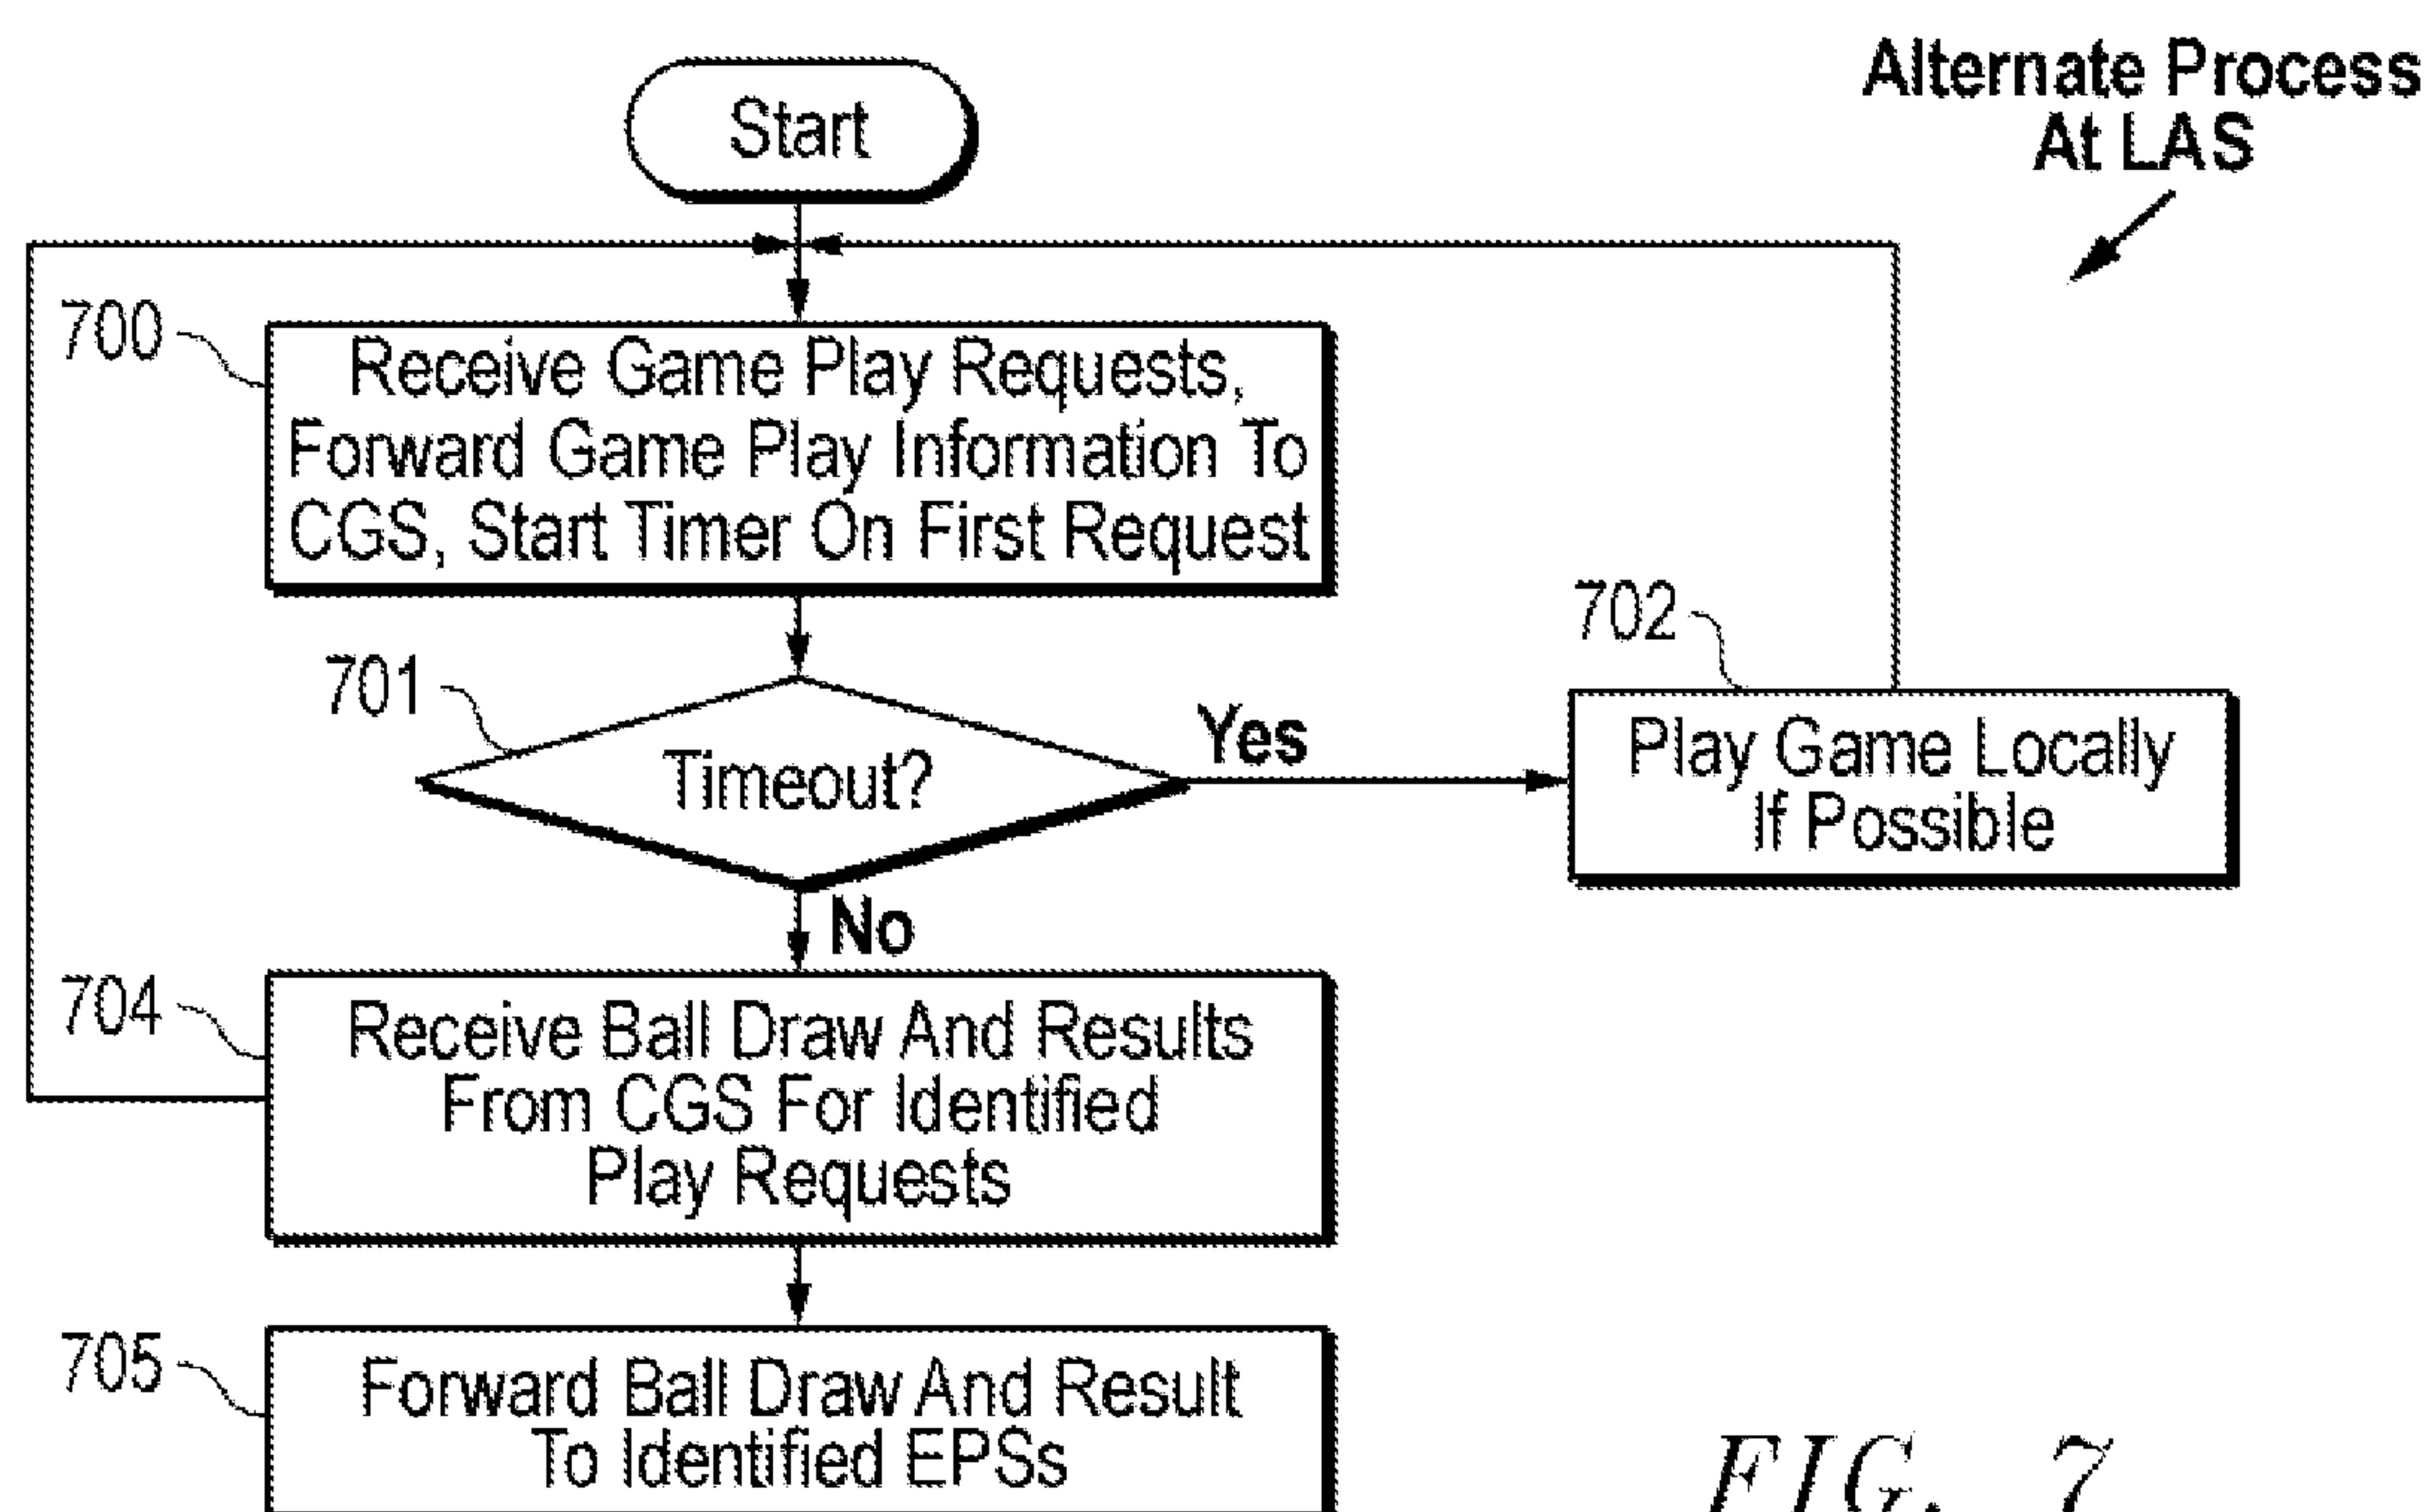 Alternate Process
At LAS
Start
700
Receive Game Play Requests,
Forward Game Play Information To
CGS, Start Timer On First Request
701
Timeout?
Yes
702
Play Game Locally
If Possible
No
704
Receive Ball Draw And Results
From CGS For Identified
Play Requests
705
Forward Ball Draw And Result
To Identified EPSs
FIG. 7